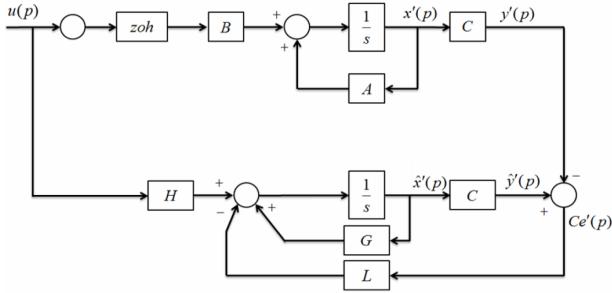 u(p)
zoh
B
+
+
1/s
x'(p)
C
y'(p)
A
H
+
−
+
1/s
x̂'(p)
C
ŷ'(p)
−
+
Ce'(p)
G
L